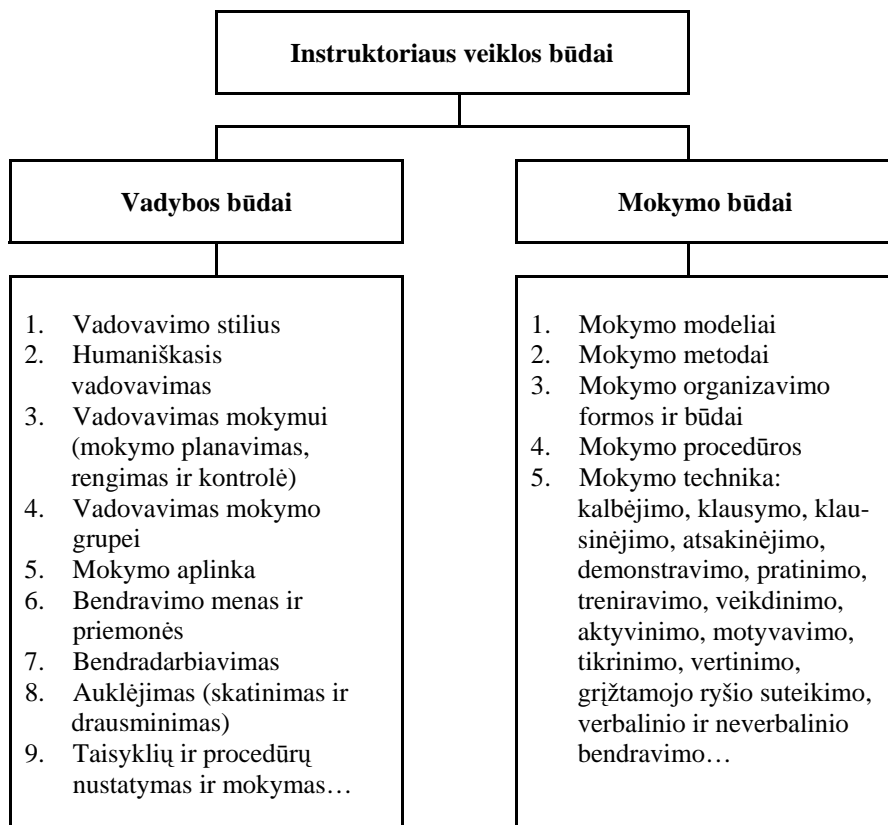 Instruktoriaus veiklos būdai
Vadybos būdai
1. Vadovavimo stilius
2. Humaniškasis
vadovavimas
3. Vadovavimas mokymui
(mokymo planavimas,
rengimas ir kontrolė)
4. Vadovavimas mokymo
grupei
5. Mokymo aplinka
6. Bendravimo menas ir
priemonės
7. Bendradarbiavimas
8. Auklėjimas (skatinimas ir
drausminimas)
9. Taisyklių ir procedūrų
nustatymas ir mokymas…
Mokymo būdai
1. Mokymo modeliai
2. Mokymo metodai
3. Mokymo organizavimo
formos ir būdai
4. Mokymo procedūros
5. Mokymo technika:
kalbėjimo, klausymo, klau-
sinėjimo, atsakinėjimo,
demonstravimo, pratinimo,
treniravimo, veikdinimo,
aktyvinimo, motyvavimo,
tikrinimo, vertinimo,
grįžtamojo ryšio suteikimo,
verbalinio ir neverbalinio
bendravimo…